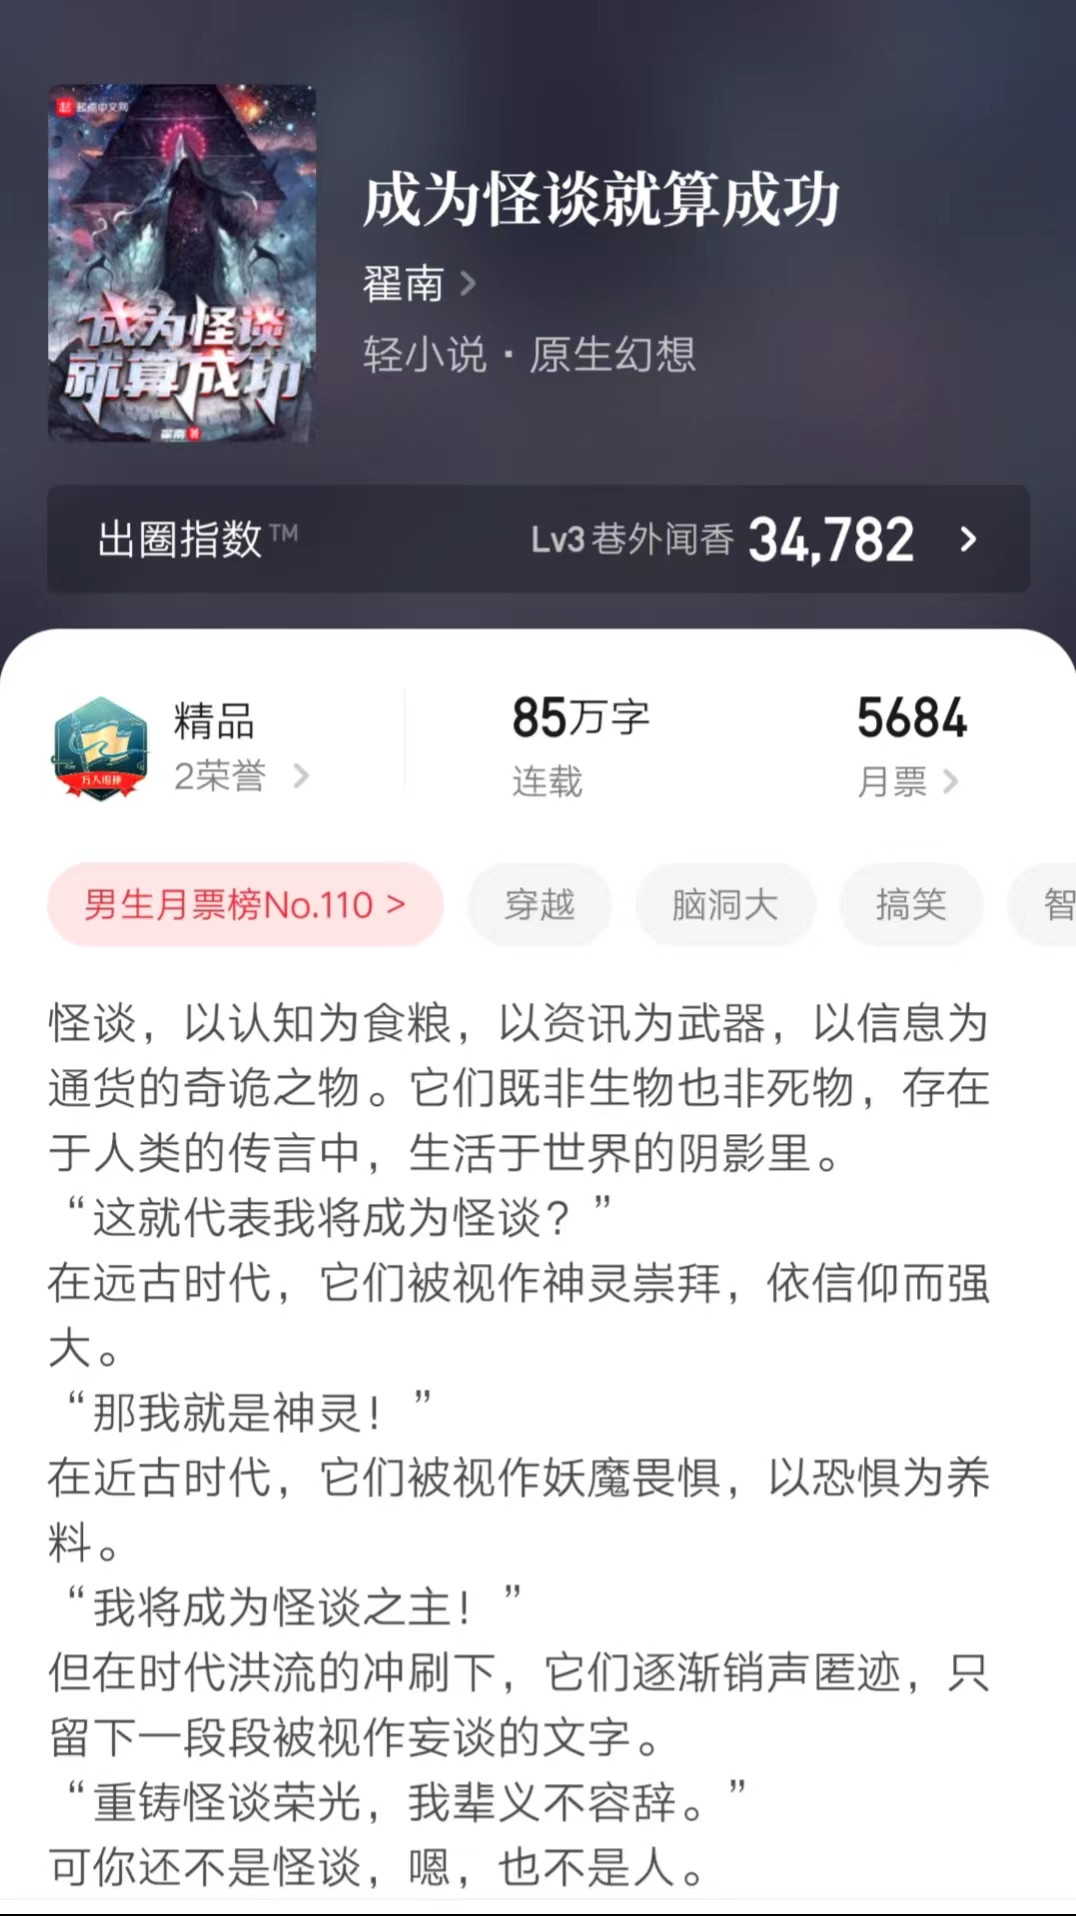 起点中文网
成为怪谈
就算成功
翟南 著
成为怪谈就算成功
翟南 >
轻小说·原生幻想
出圈指数™ Lv3 巷外闻香 34,782 >
精品 85万字 5684
2荣誉 > 连载 月票 >
男生月票榜No.110 > 穿越 脑洞大 搞笑 智
怪谈，以认知为食粮，以资讯为武器，以信息为
通货的奇诡之物。它们既非生物也非死物，存在
于人类的传言中，生活于世界的阴影里。
“这就代表我将成为怪谈？”
在远古时代，它们被视作神灵崇拜，依信仰而强
大。
“那我就是神灵！”
在近古时代，它们被视作妖魔畏惧，以恐惧为养
料。
“我将成为怪谈之主！”
但在时代洪流的冲刷下，它们逐渐销声匿迹，只
留下一段段被视作妄谈的文字。
“重铸怪谈荣光，我辈义不容辞。”
可你还不是怪谈，嗯，也不是人。